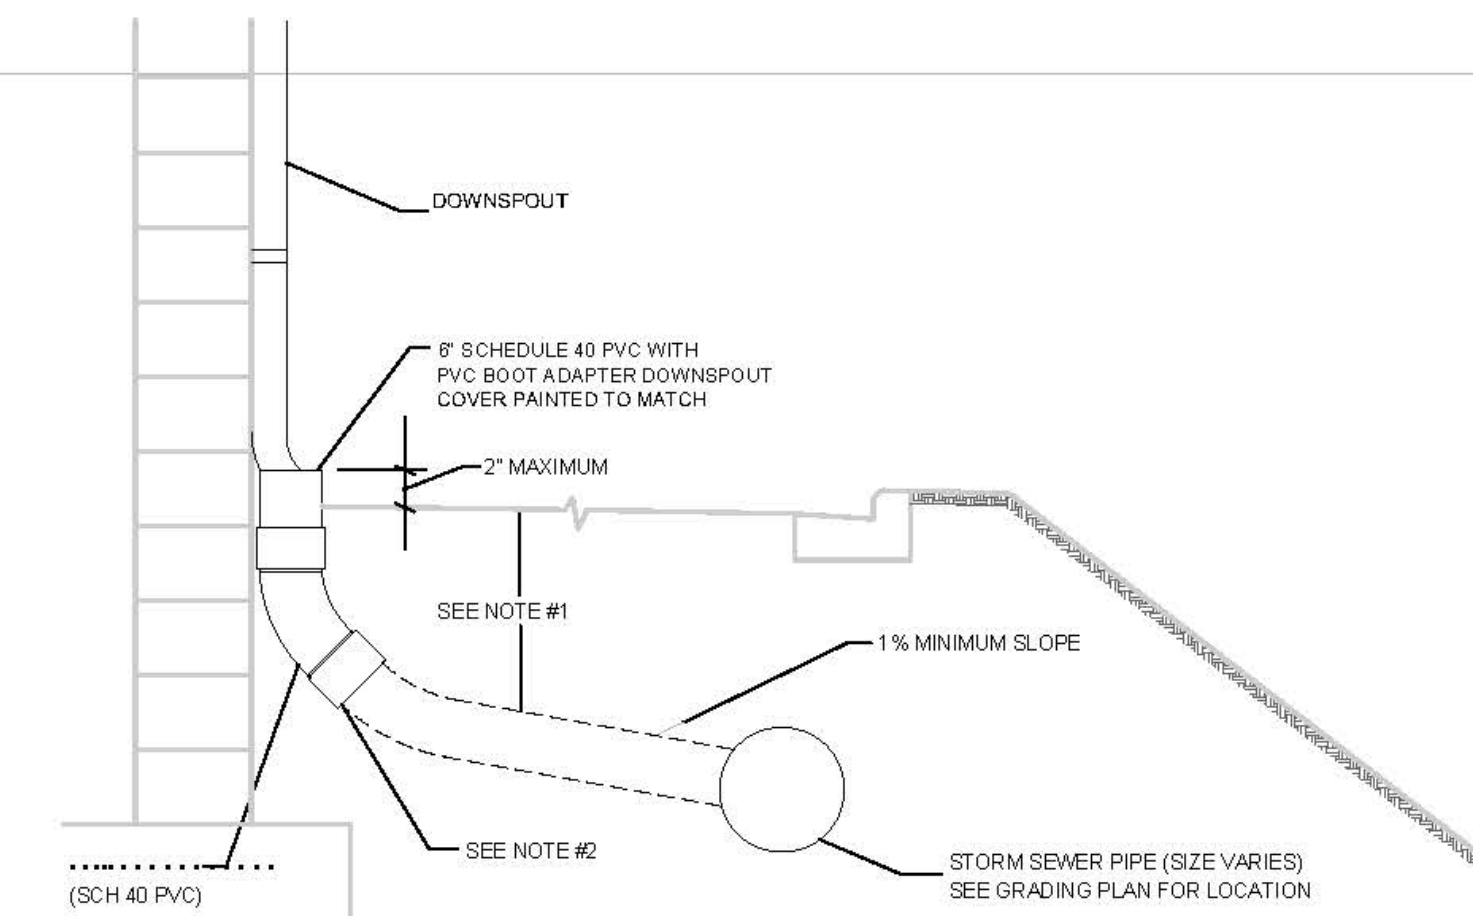 DOWNSPOUT
6" SCHEDULE 40 PVC WITH
PVC BOOT ADAPTER DOWNSPOUT
COVER PAINTED TO MATCH
2" MAXIMUM
SEE NOTE #1
1% MINIMUM SLOPE
SEE NOTE #2
(SCH 40 PVC)
STORM SEWER PIPE (SIZE VARIES)
SEE GRADING PLAN FOR LOCATION